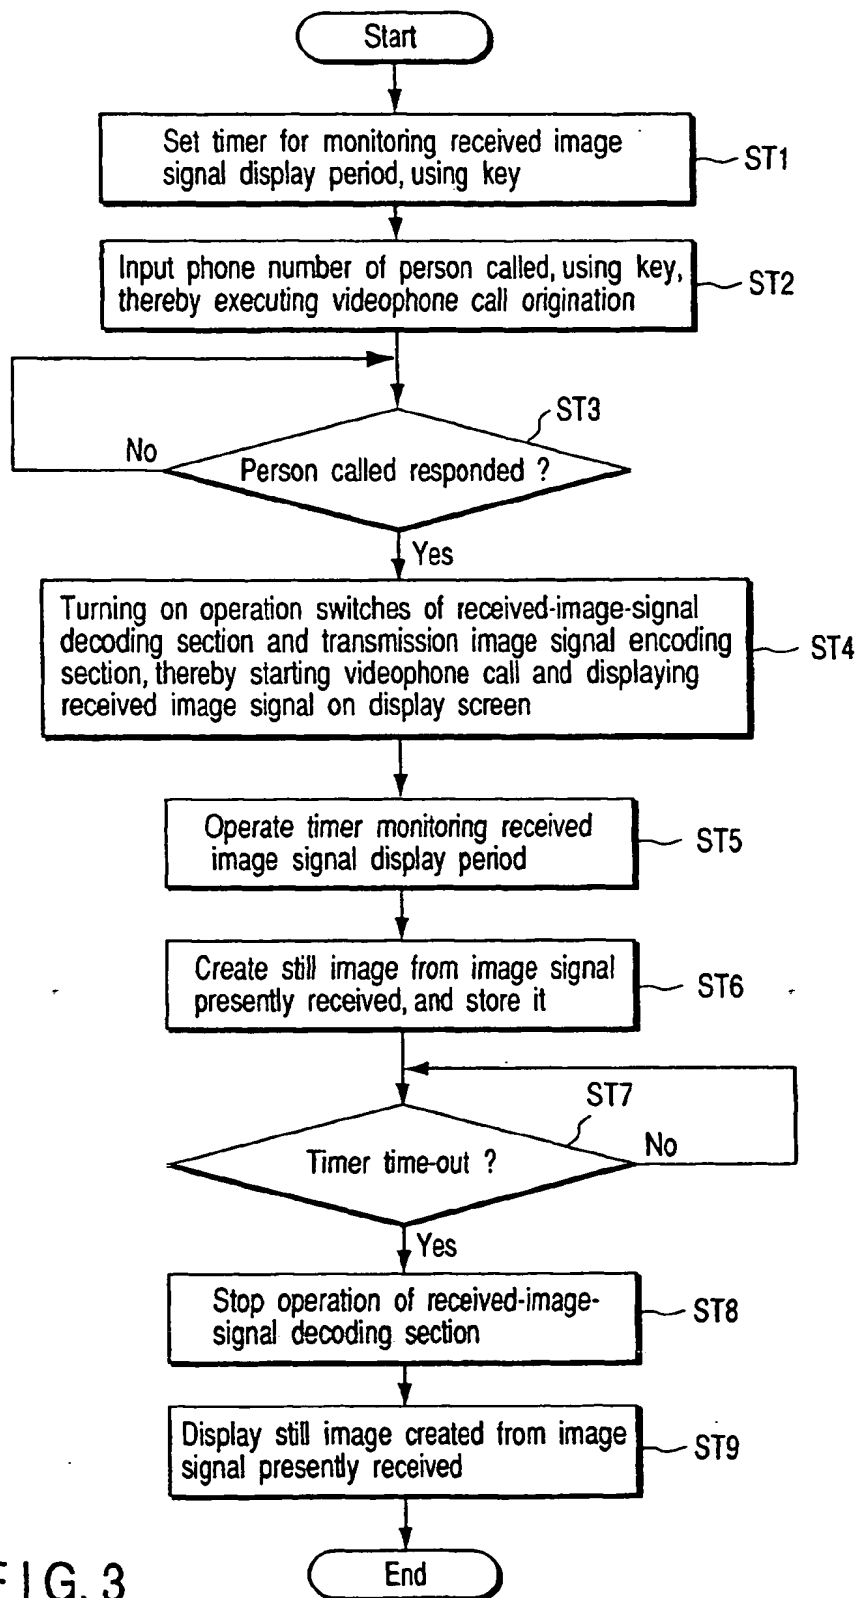 Start
Set timer for monitoring received image
signal display period, using key
ST1
Input phone number of person called, using key,
thereby executing videophone call origination
ST2
ST3
No
Person called responded ?
Yes
Turning on operation switches of received-image-signal
decoding section and transmission image signal encoding
section, thereby starting videophone call and displaying
received image signal on display screen
ST4
Operate timer monitoring received
image signal display period
ST5
Create still image from image signal
presently received, and store it
ST6
ST7
Timer time-out ?
No
Yes
Stop operation of received-image-
signal decoding section
ST8
Display still image created from image
signal presently received
ST9
End
FIG. 3